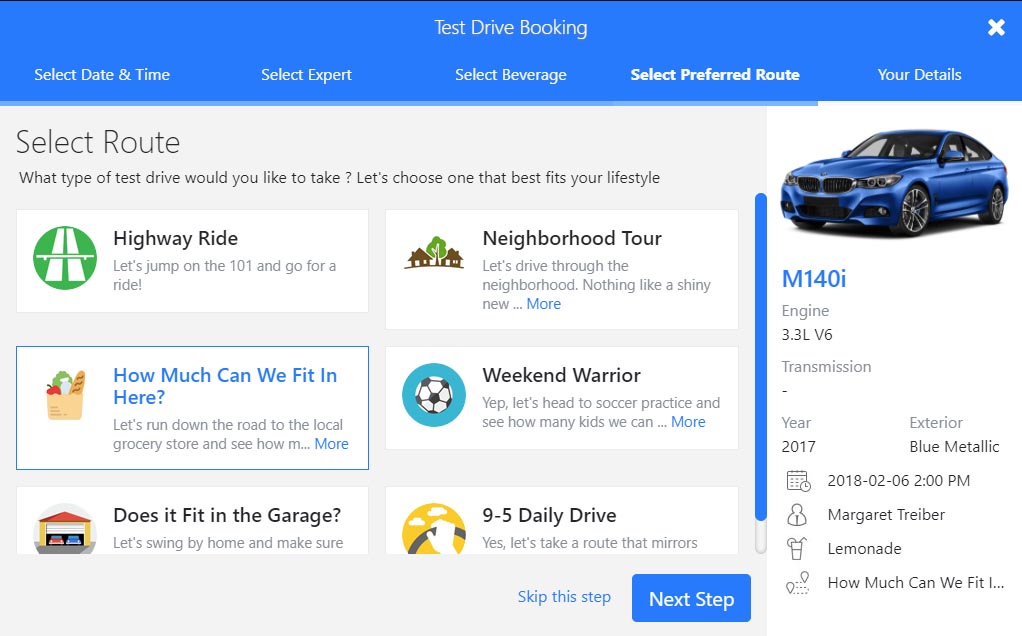 Test Drive Booking
Select Date & Time
Select Expert
Select Beverage
Select Preferred Route
Your Details
Select Route
What type of test drive would you like to take ? Let's choose one that best fits your lifestyle
Highway Ride
Let's jump on the 101 and go for a
ride!
Neighborhood Tour
Let's drive through the
neighborhood. Nothing like a shiny
new ... More
How Much Can We Fit In
Here?
Let's run down the road to the local
grocery store and see how m... More
Weekend Warrior
Yep, let's head to soccer practice and
see how many kids we can ... More
Does it Fit in the Garage?
Let's swing by home and make sure
9-5 Daily Drive
Yes, let's take a route that mirrors
Skip this step
Next Step
M140i
Engine
3.3L V6
Transmission
-
Year
Exterior
2017
Blue Metallic
2018-02-06 2:00 PM
Margaret Treiber
Lemonade
How Much Can We Fit I...